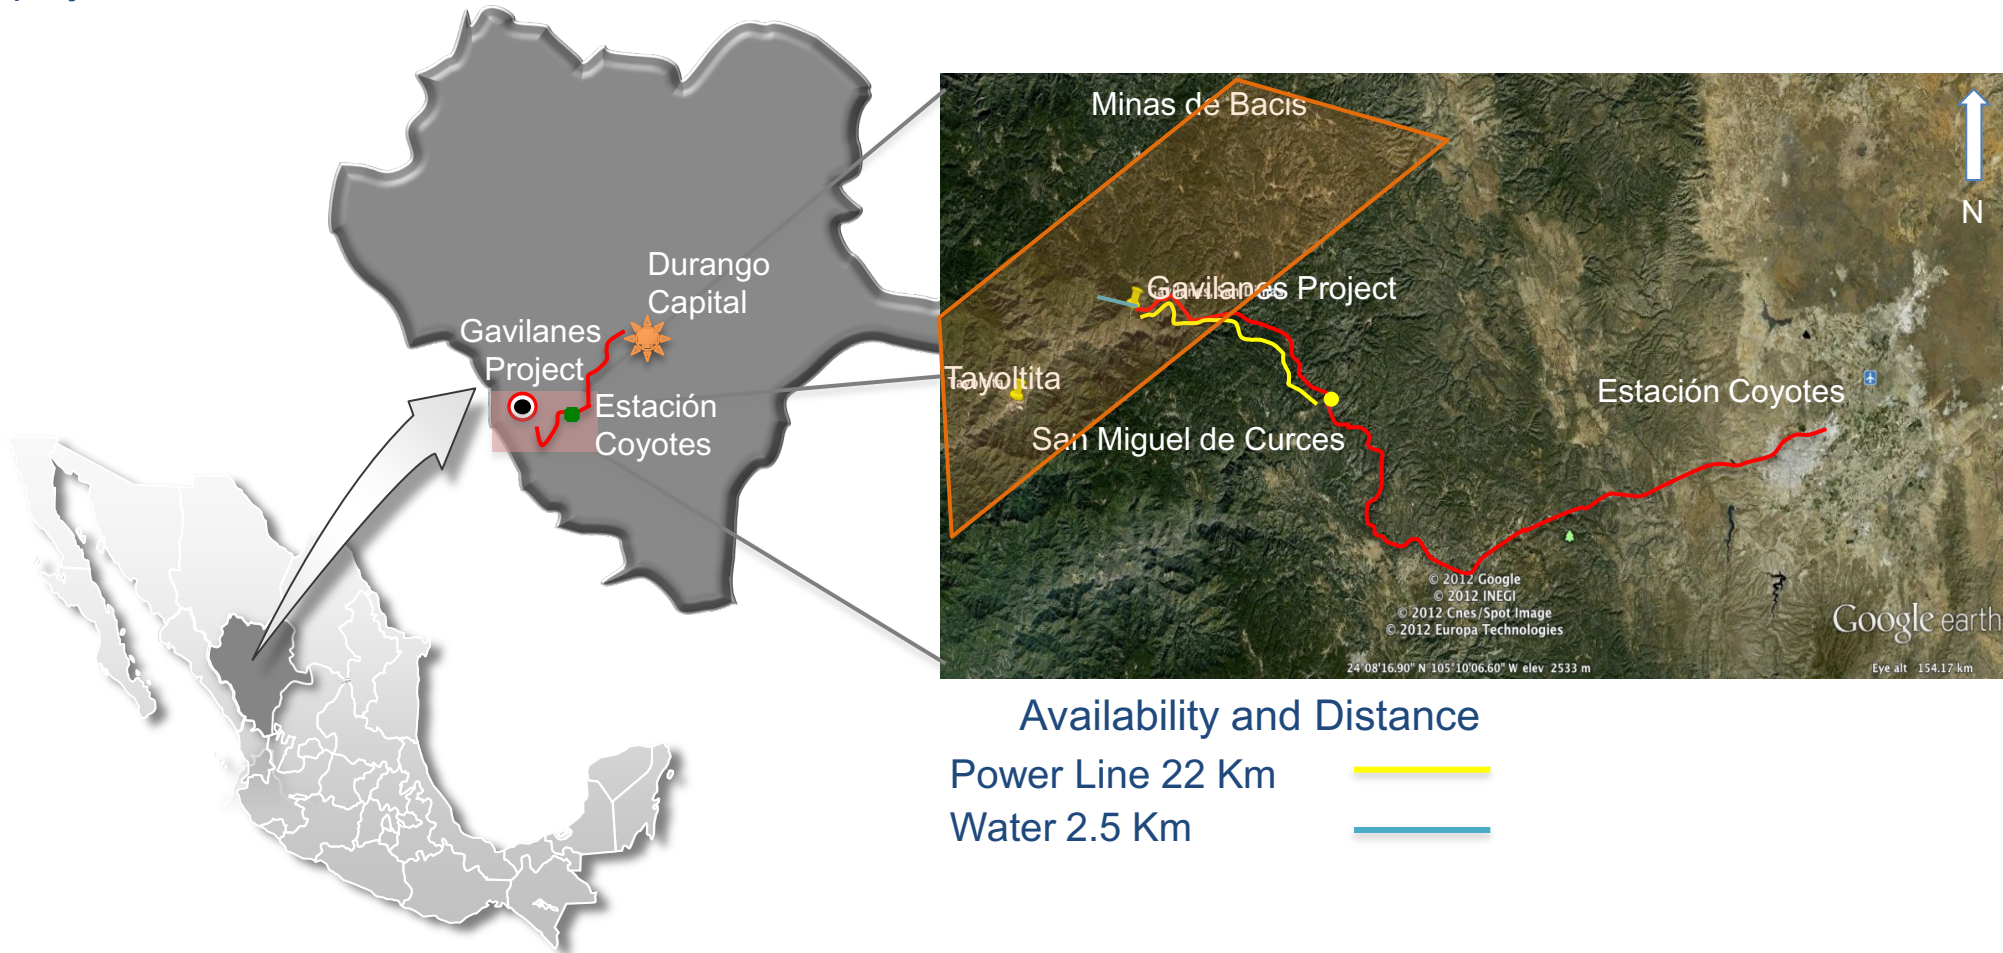 Durango
Capital
Gavilanes
Project
Estación
Coyotes
Minas de Bacis
N
Gavilanes Project
Tayoltita
San Miguel de Curces
Estación Coyotes
© 2012 Google
© 2012 INEGI
© 2012 Cnes/Spot Image
© 2012 Europa Technologies
Google earth
24°08'16.90" N 105°10'06.60" W elev 2533 m
Eye alt 154.17 km
Availability and Distance
Power Line 22 Km
Water 2.5 Km